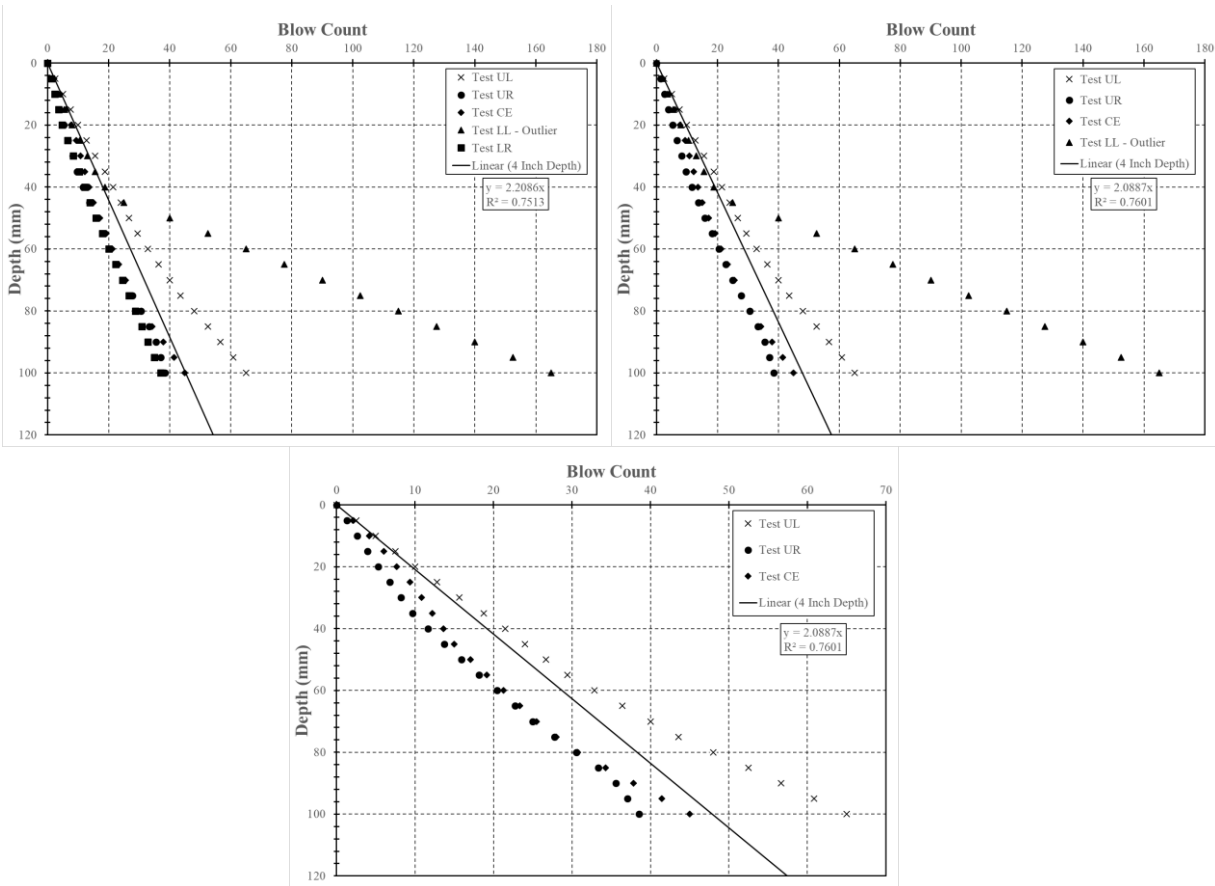 Blow Count
0 20 40 60 80 100 120 140 160 180
Depth (mm)
0
20
40
60
80
100
120
Test UL
Test UR
Test CE
Test LL - Outlier
Test LR
Linear (4 Inch Depth)
y = 2.2086x
R² = 0.7513
Blow Count
0 20 40 60 80 100 120 140 160 180
Depth (mm)
0
20
40
60
80
100
120
Test UL
Test UR
Test CE
Test LL - Outlier
Linear (4 Inch Depth)
y = 2.0887x
R² = 0.7601
Blow Count
0 10 20 30 40 50 60 70
Depth (mm)
0
20
40
60
80
100
120
Test UL
Test UR
Test CE
Linear (4 Inch Depth)
y = 2.0887x
R² = 0.7601